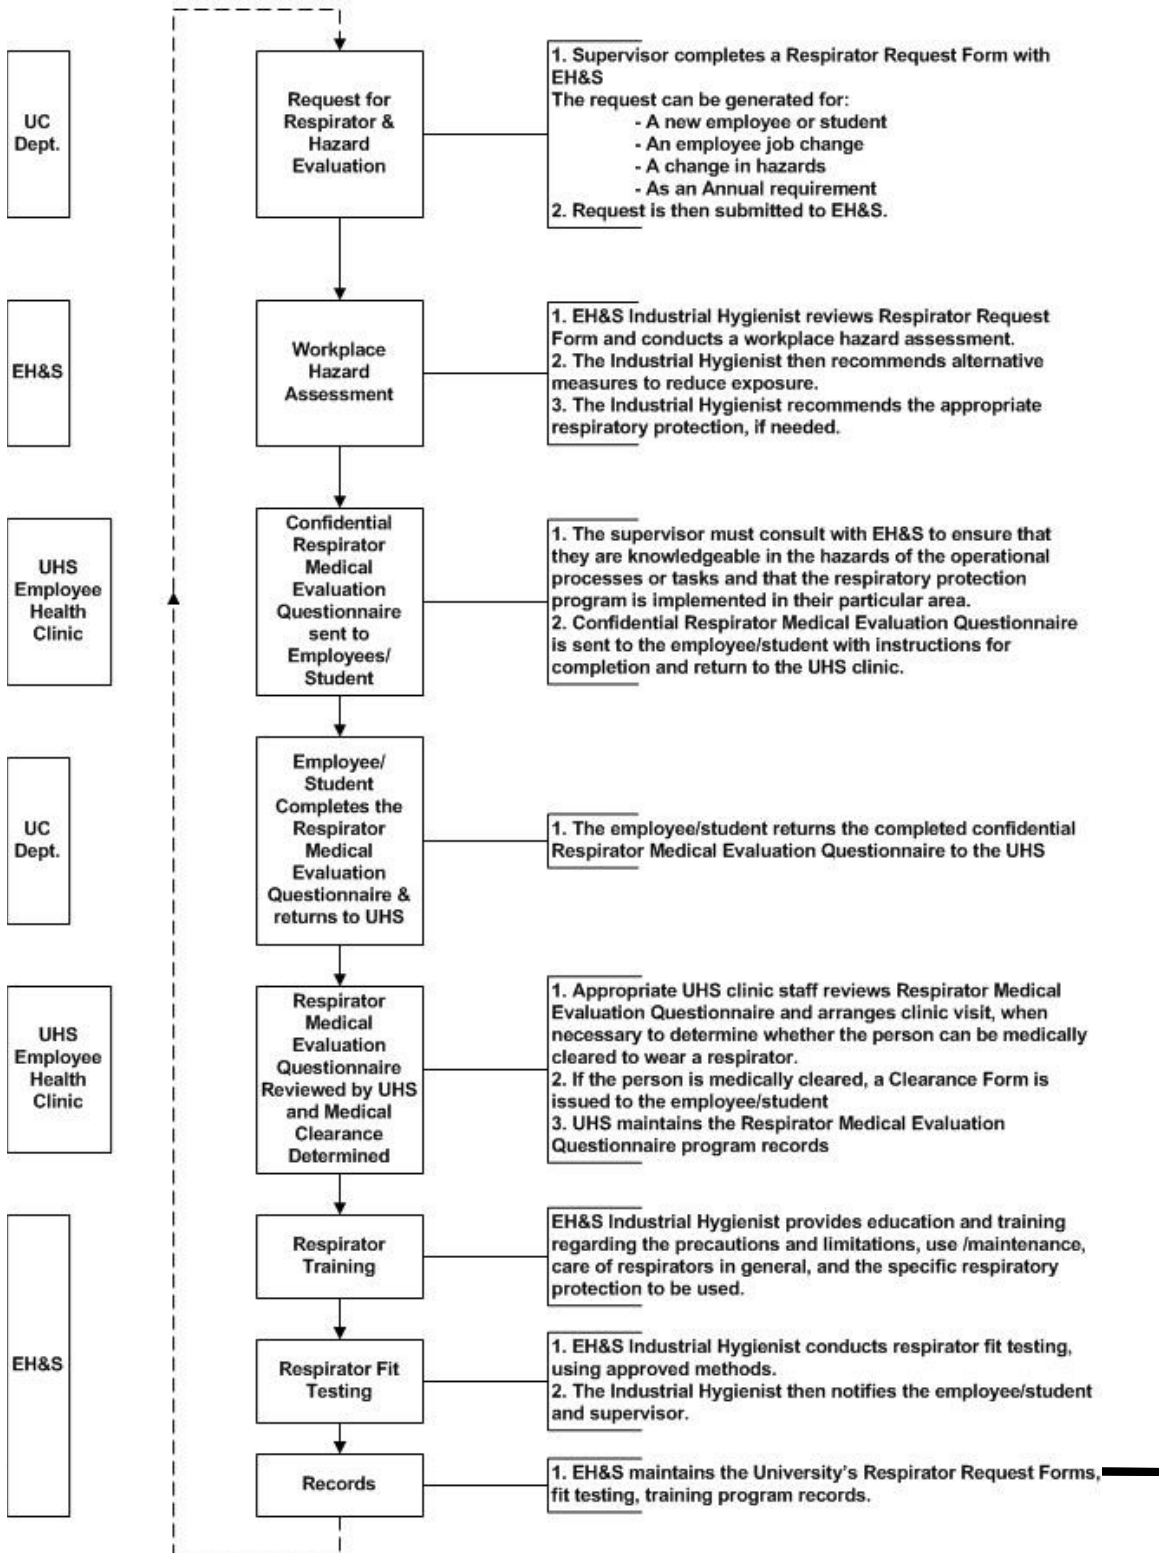 UC
Dept.
Request for
Respirator &
Hazard
Evaluation
1. Supervisor completes a Respirator Request Form with
EH&S
The request can be generated for:
- A new employee or student
- An employee job change
- A change in hazards
- As an Annual requirement
2. Request is then submitted to EH&S.
EH&S
Workplace
Hazard
Assessment
1. EH&S Industrial Hygienist reviews Respirator Request
Form and conducts a workplace hazard assessment.
2. The Industrial Hygienist then recommends alternative
measures to reduce exposure.
3. The Industrial Hygienist recommends the appropriate
respiratory protection, if needed.
UHS
Employee
Health
Clinic
Confidential
Respirator
Medical
Evaluation
Questionnaire
sent to
Employees/
Student
1. The supervisor must consult with EH&S to ensure that
they are knowledgeable in the hazards of the operational
processes or tasks and that the respiratory protection
program is implemented in their particular area.
2. Confidential Respirator Medical Evaluation Questionnaire
is sent to the employee/student with instructions for
completion and return to the UHS clinic.
UC
Dept.
Employee/
Student
Completes the
Respirator
Medical
Evaluation
Questionnaire &
returns to UHS
1. The employee/student returns the completed confidential
Respirator Medical Evaluation Questionnaire to the UHS
UHS
Employee
Health
Clinic
Respirator
Medical
Evaluation
Questionnaire
Reviewed by UHS
and Medical
Clearance
Determined
1. Appropriate UHS clinic staff reviews Respirator Medical
Evaluation Questionnaire and arranges clinic visit, when
necessary to determine whether the person can be medically
cleared to wear a respirator.
2. If the person is medically cleared, a Clearance Form is
issued to the employee/student
3. UHS maintains the Respirator Medical Evaluation
Questionnaire program records
EH&S
Respirator
Training
EH&S Industrial Hygienist provides education and training
regarding the precautions and limitations, use /maintenance,
care of respirators in general, and the specific respiratory
protection to be used.
Respirator Fit
Testing
1. EH&S Industrial Hygienist conducts respirator fit testing,
using approved methods.
2. The Industrial Hygienist then notifies the employee/student
and supervisor.
Records
1. EH&S maintains the University's Respirator Request Forms,
fit testing, training program records.